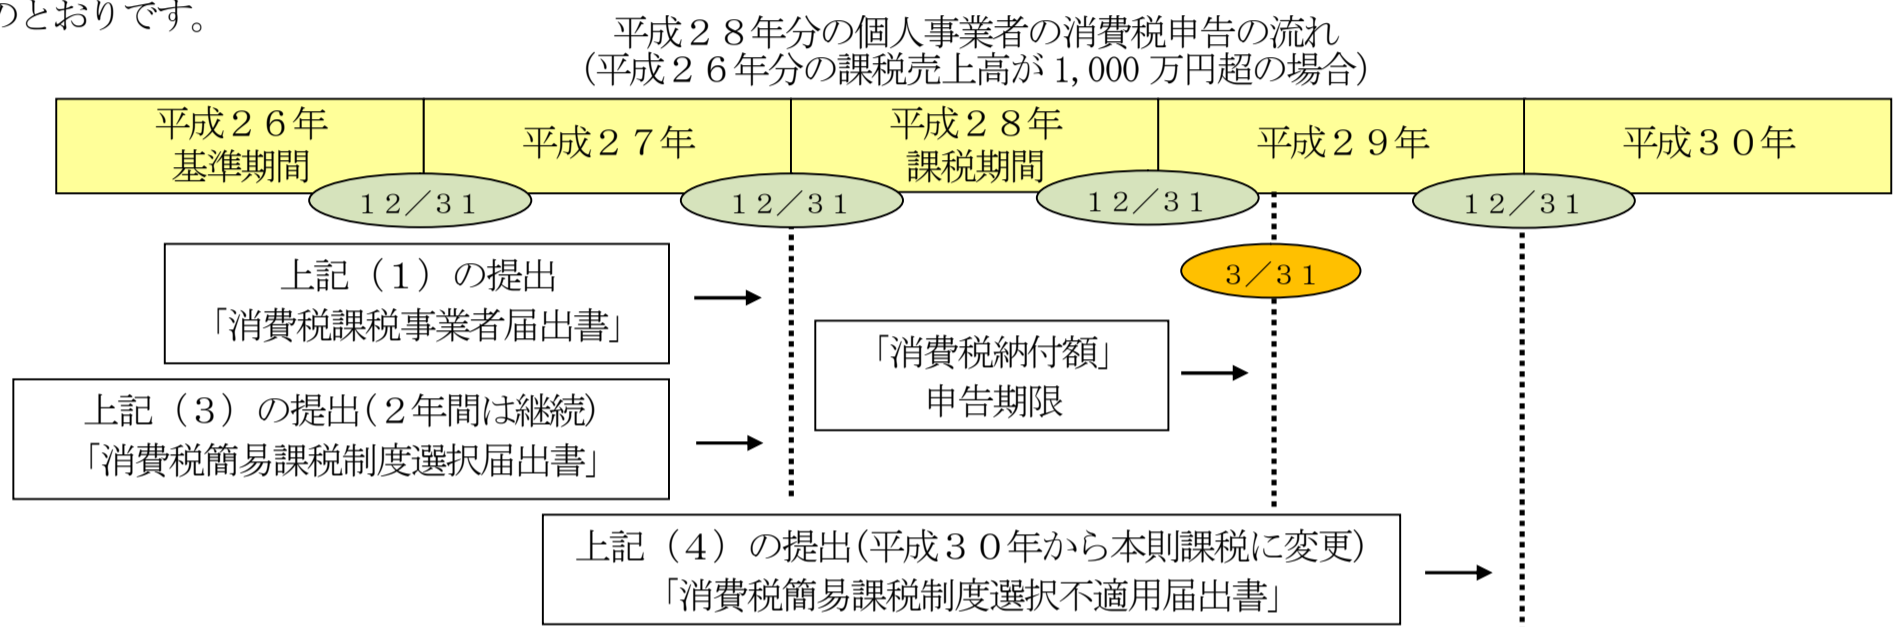 のとおりです。
平成２８年分の個人事業者の消費税申告の流れ
（平成２６年分の課税売上高が 1,000 万円超の場合）
平成２６年
基準期間
平成２７年
平成２８年
課税期間
平成２９年
平成３０年
１２／３１
１２／３１
１２／３１
１２／３１
上記（１）の提出
「消費税課税事業者届出書」
３／３１
「消費税納付額」
申告期限
上記（３）の提出(２年間は継続)
「消費税簡易課税制度選択届出書」
上記（４）の提出(平成３０年から本則課税に変更)
「消費税簡易課税制度選択不適用届出書」